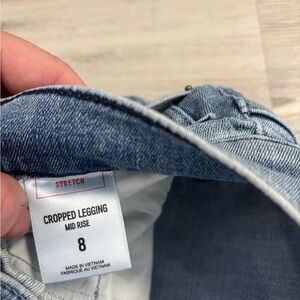 STRETCH
CROPPED LEGGING
MID RISE
8
MADE IN VIETNAM
FABRIQUÉ AU VIETNAM